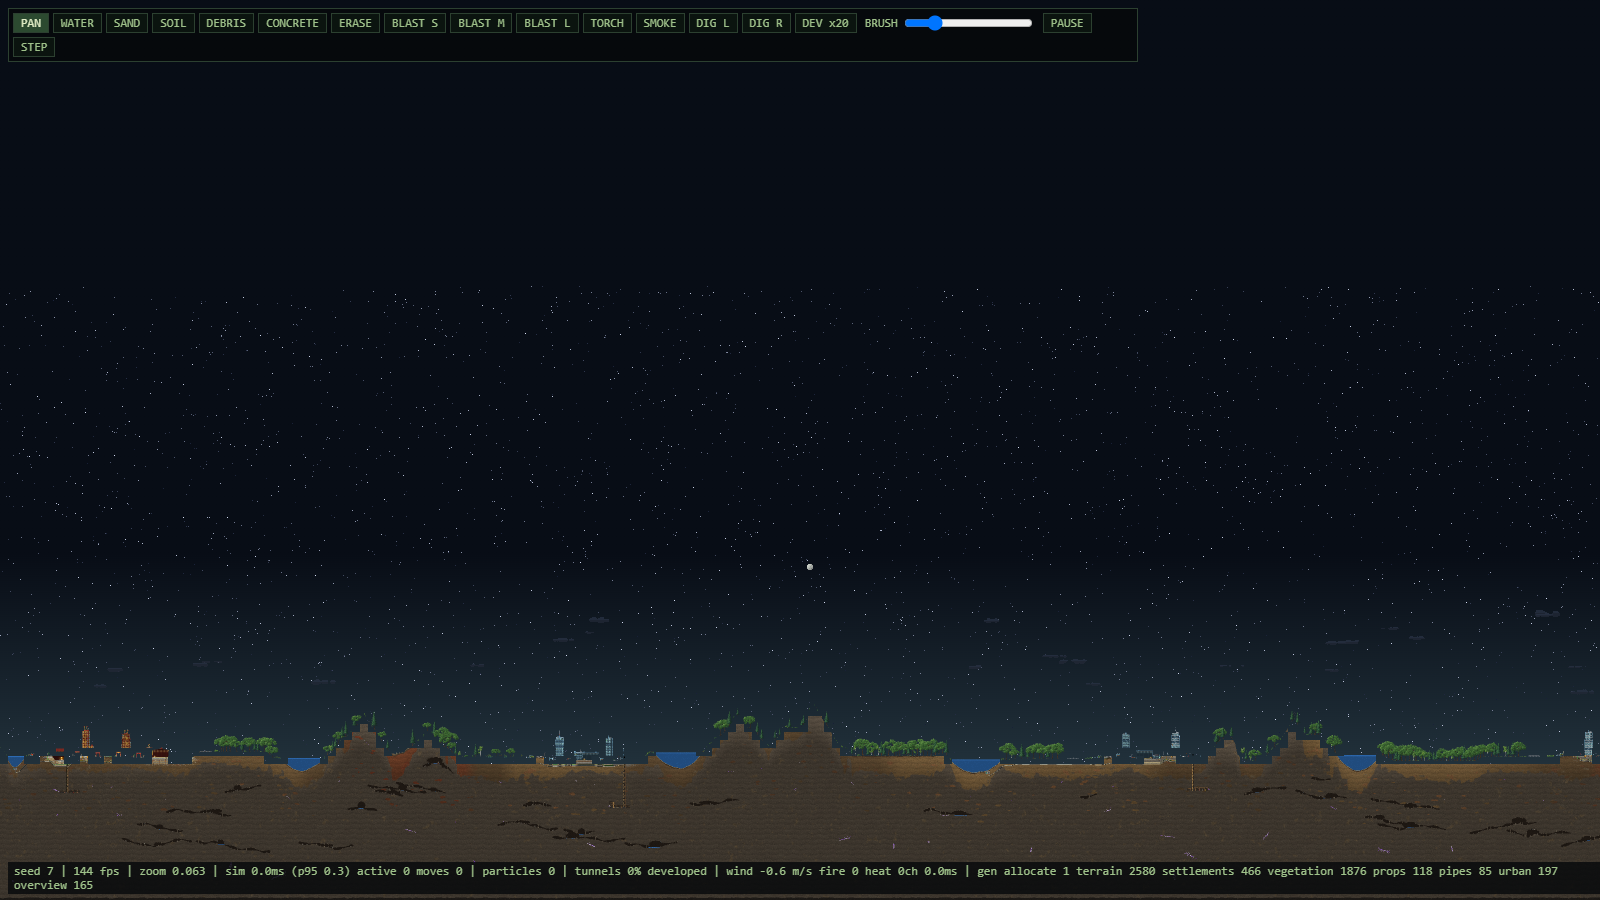 PAN WATER SAND SOIL DEBRIS CONCRETE ERASE BLAST S BLAST M BLAST L TORCH SMOKE DIG L DIG R DEV x20 BRUSH PAUSE
STEP
seed 7 | 144 fps | zoom 0.063 | sim 0.0ms (p95 0.3) active 0 moves 0 | particles 0 | tunnels 0% developed | wind -0.6 m/s fire 0 heat 0ch 0.0ms | gen allocate 1 terrain 2580 settlements 466 vegetation 1876 props 118 pipes 85 urban 197
overview 165